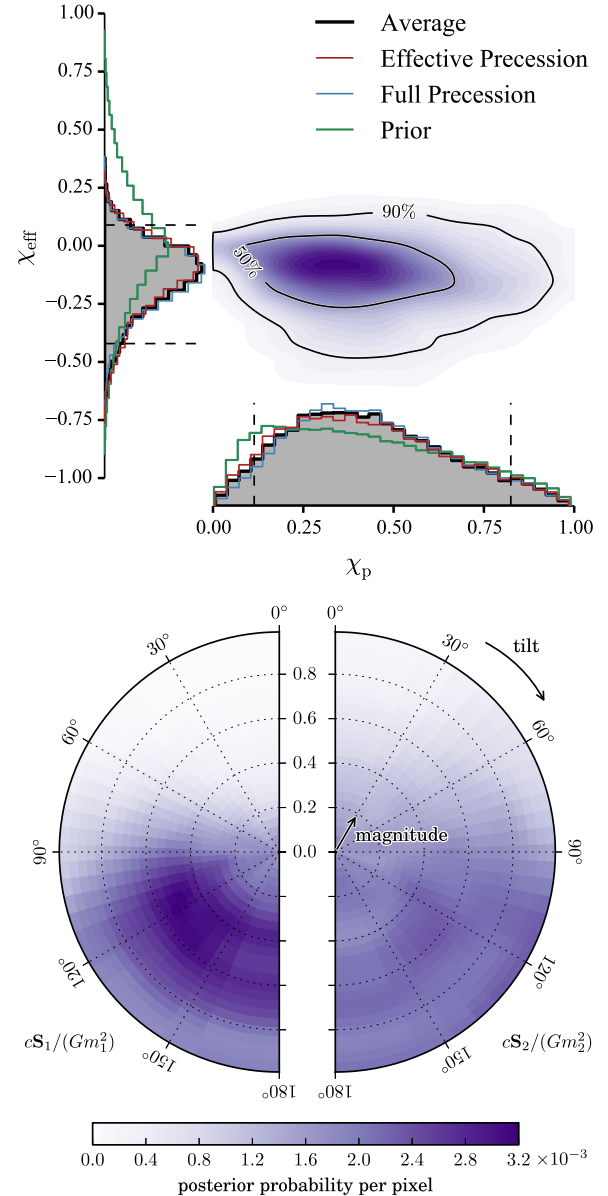 Average
Effective Precession
Full Precession
Prior
1.00
0.75
0.50
0.25
0.00
−0.25
−0.50
−0.75
−1.00
χeff
90%
50%
0.00 0.25 0.50 0.75 1.00
χp
0° 0°
30° 30°
tilt
60° 60°
90° 90°
120° 120°
150° 150°
180° 180°
0.8
0.6
0.4
0.2
0.0
magnitude
cS₁/(Gm₁²) cS₂/(Gm₂²)
0.0 0.4 0.8 1.2 1.6 2.0 2.4 2.8 3.2 ×10⁻³
posterior probability per pixel